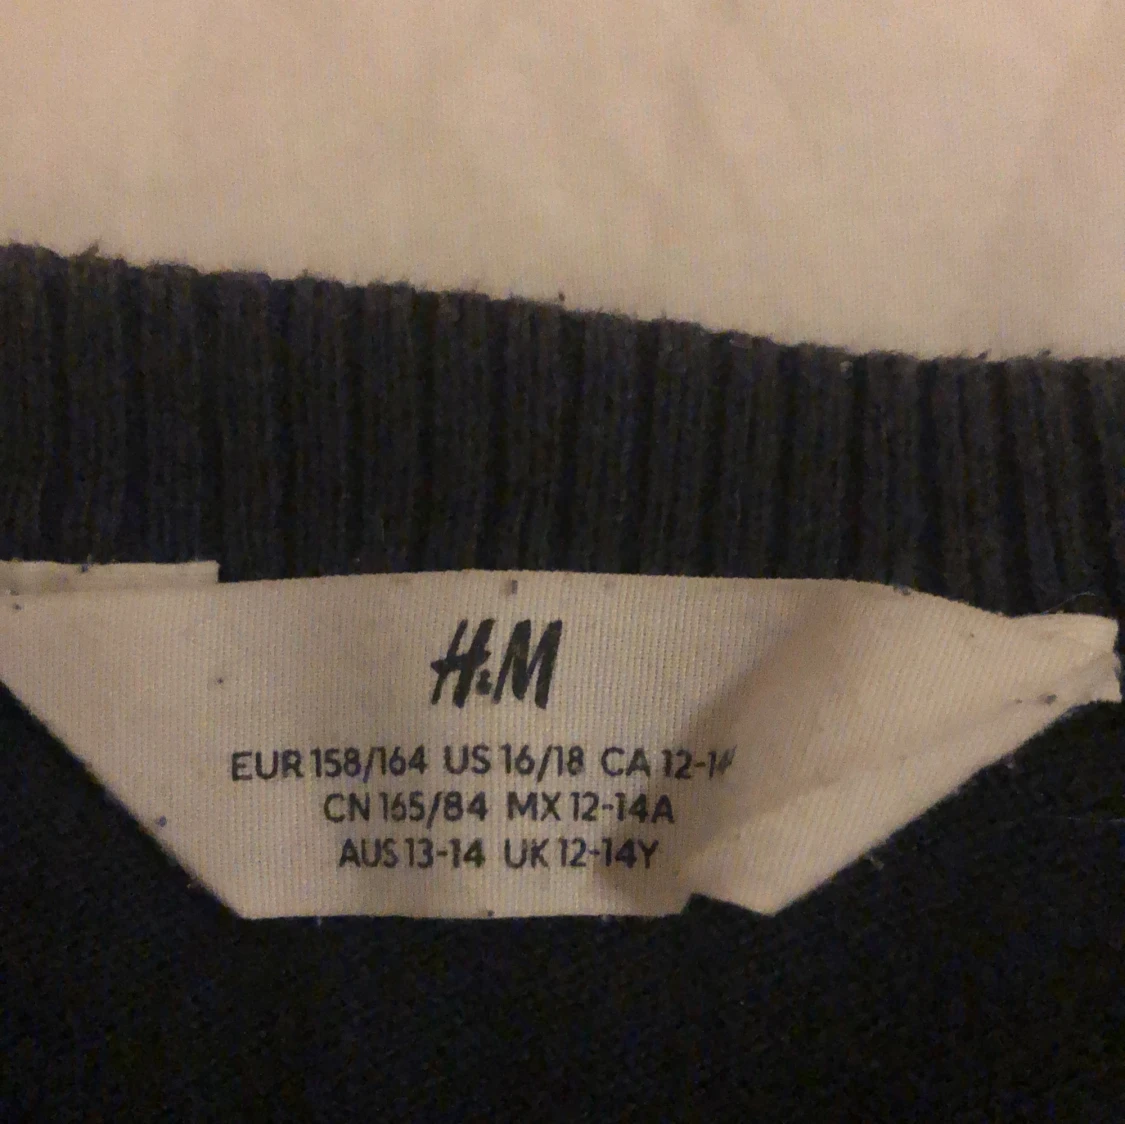 H&M
EUR 158/164 US 16/18 CA 12-14
CN 165/84 MX 12-14A
AUS 13-14 UK 12-14Y